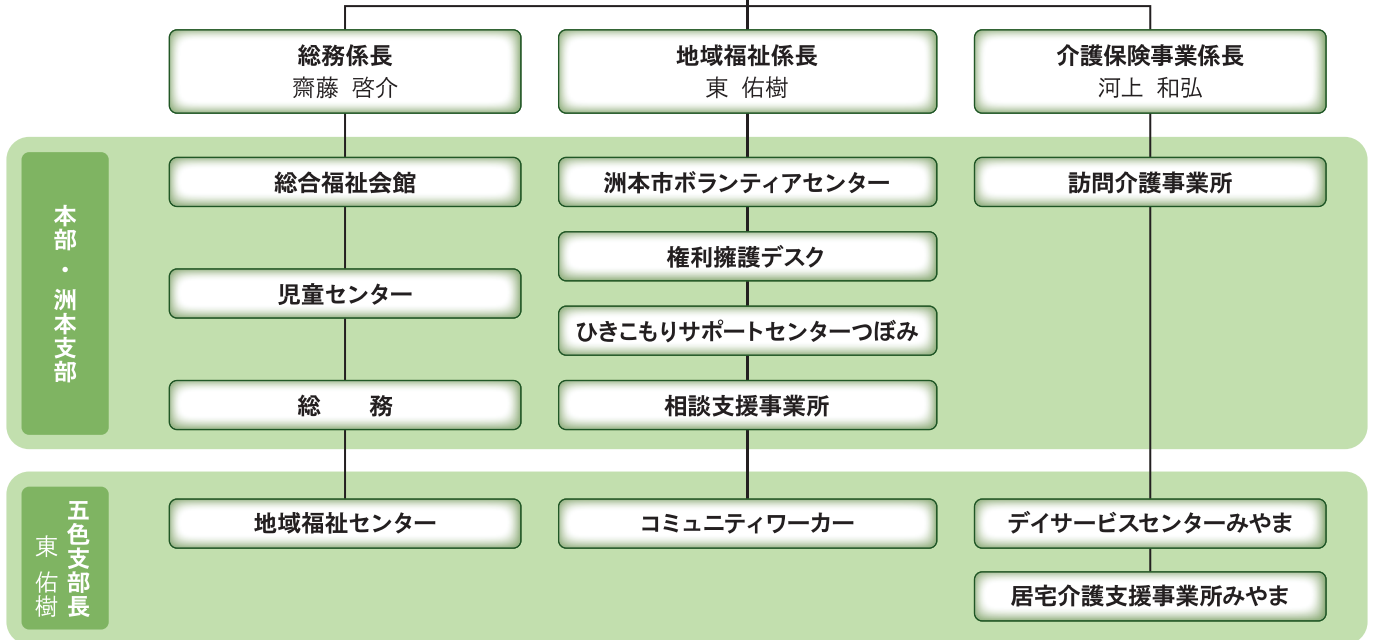 総務係長
齋藤 啓介
地域福祉係長
東 佑樹
介護保険事業係長
河上 和弘
本部・洲本支部
総合福祉会館
洲本市ボランティアセンター
訪問介護事業所
権利擁護デスク
児童センター
ひきこもりサポートセンターつぼみ
総　　務
相談支援事業所
五色支部長
東 佑樹
地域福祉センター
コミュニティワーカー
デイサービスセンターみやま
居宅介護支援事業所みやま